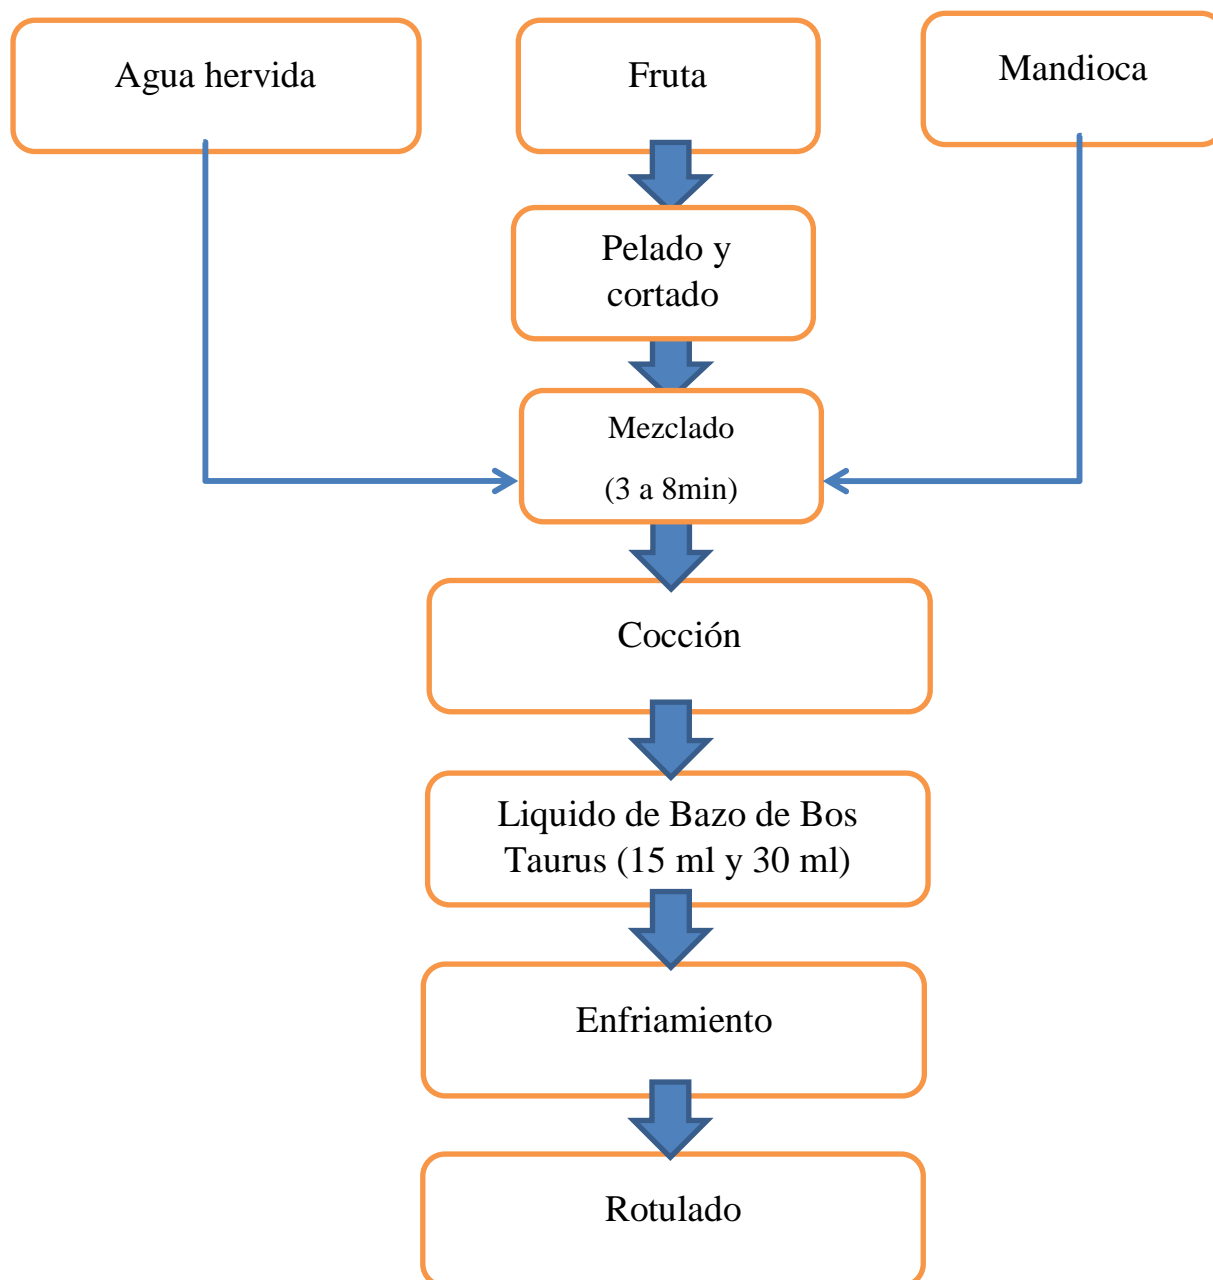 Agua hervida
Fruta
Mandioca
Pelado y
cortado
Mezclado
(3 a 8min)
Cocción
Liquido de Bazo de Bos
Taurus (15 ml y 30 ml)
Enfriamiento
Rotulado